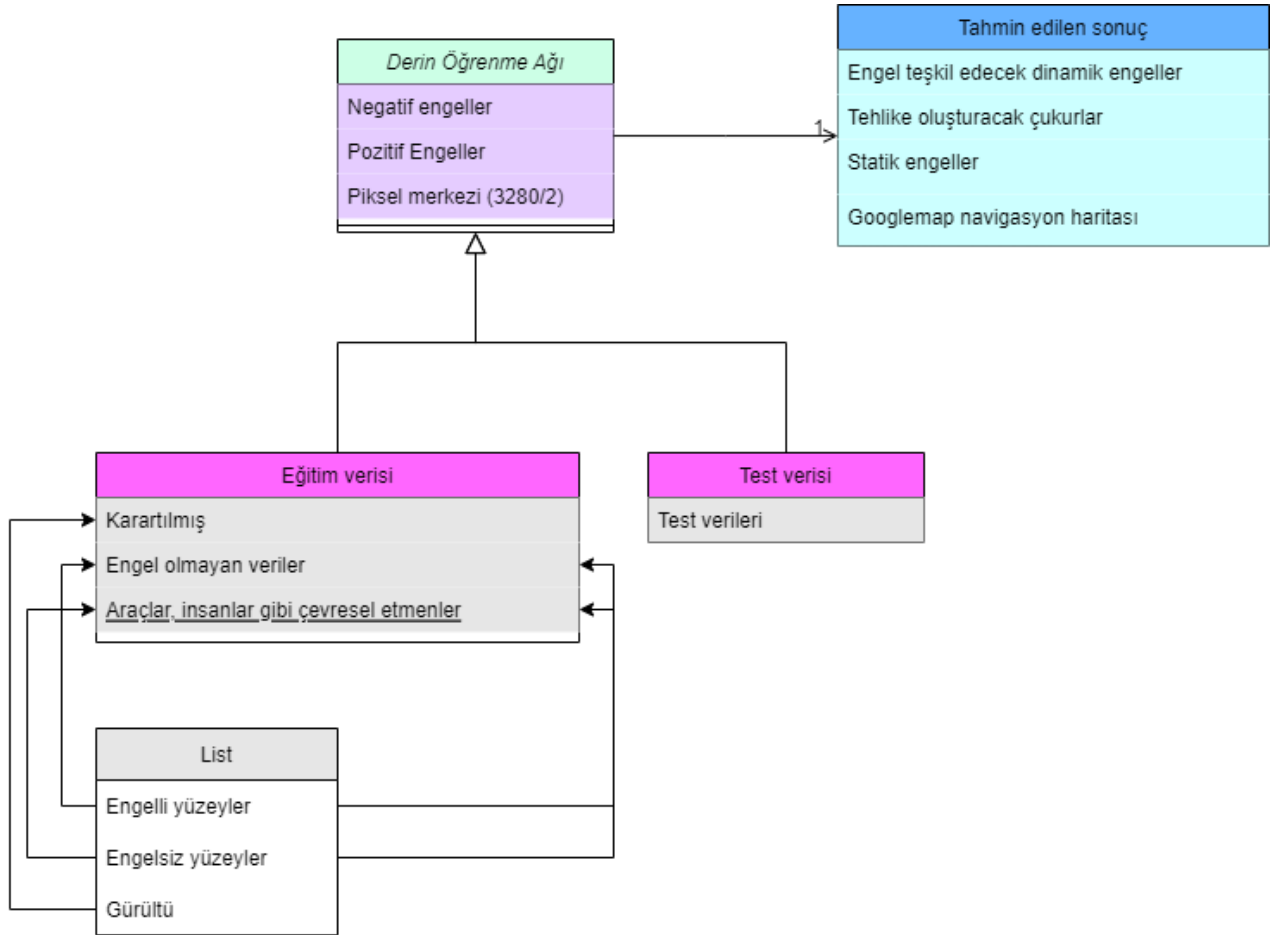 Derin Öğrenme Ağı
Negatif engeller
Pozitif Engeller
Piksel merkezi (3280/2)
1
Tahmin edilen sonuç
Engel teşkil edecek dinamik engeller
Tehlike oluşturacak çukurlar
Statik engeller
Googlemap navigasyon haritası
Eğitim verisi
Karartılmış
Engel olmayan veriler
Araçlar, insanlar gibi çevresel etmenler
Test verisi
Test verileri
List
Engelli yüzeyler
Engelsiz yüzeyler
Gürültü